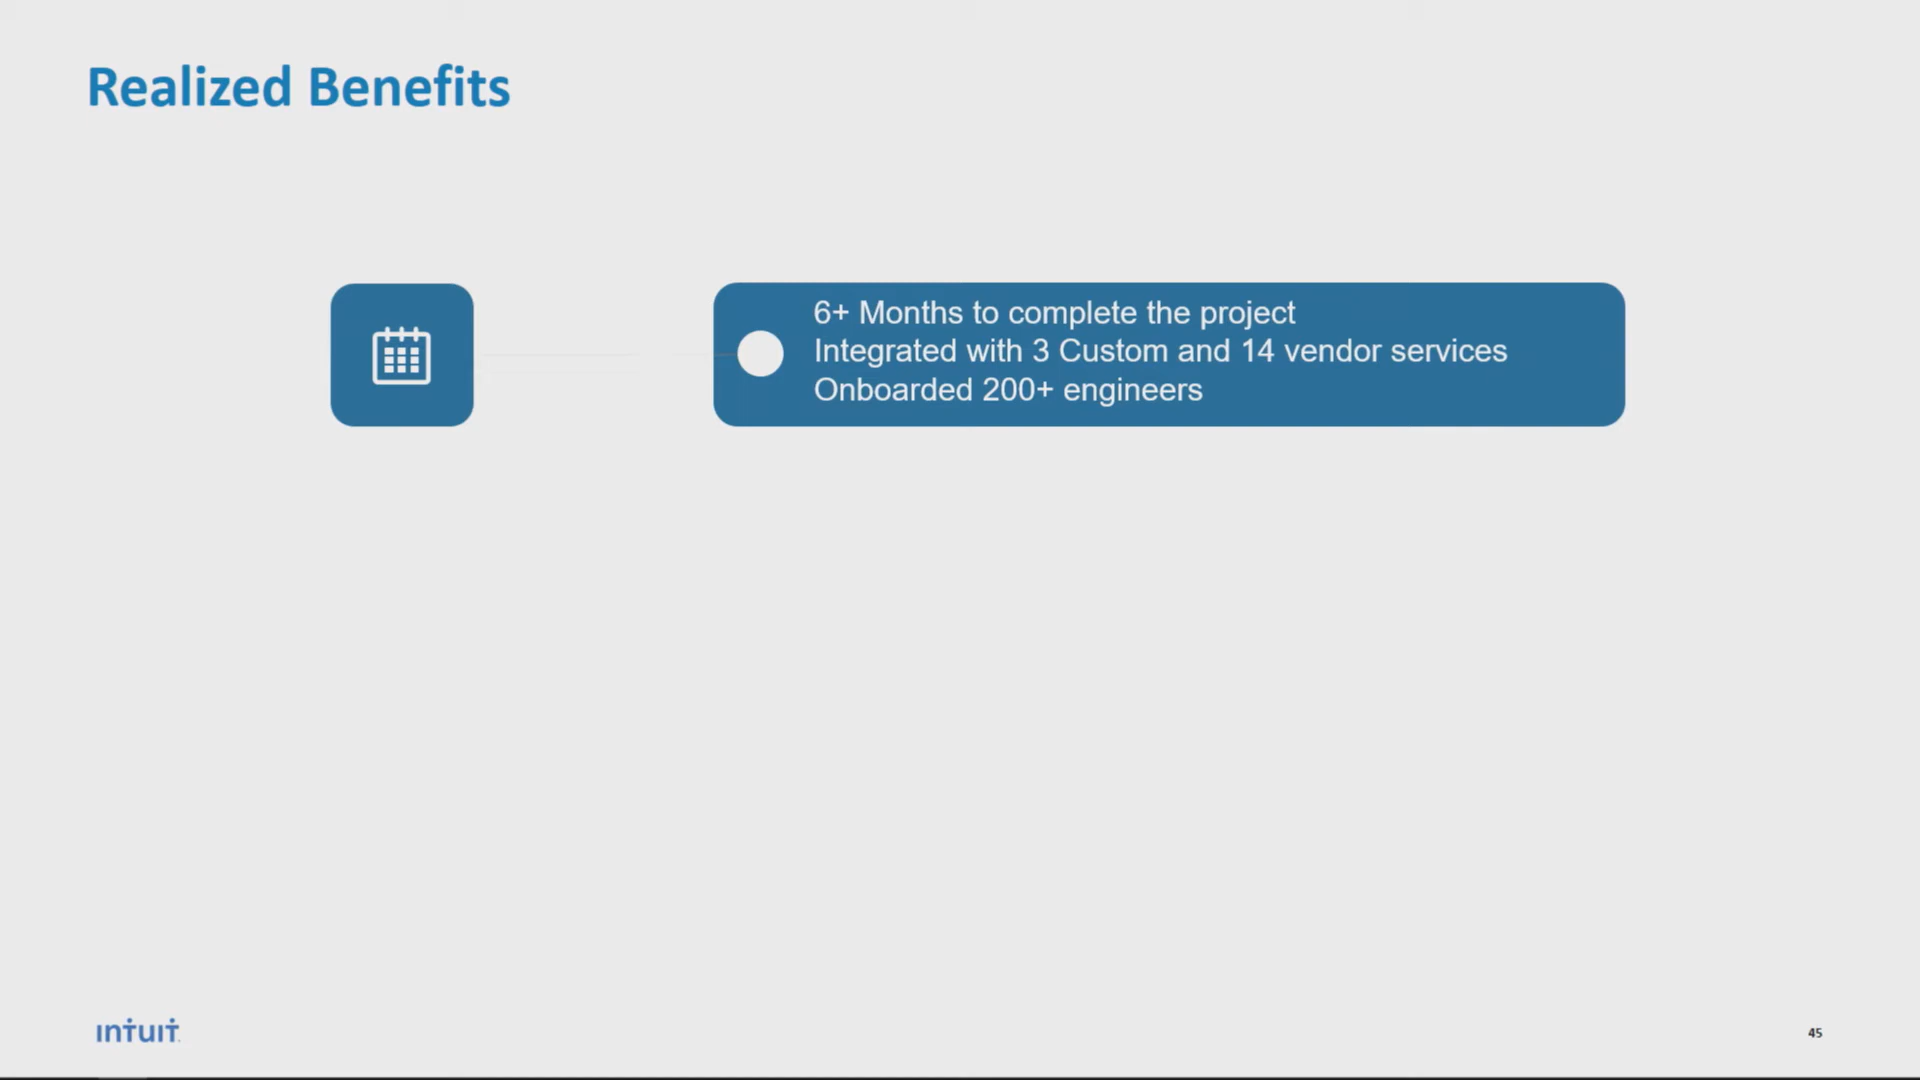 Realized Benefits
6+ Months to complete the project
Integrated with 3 Custom and 14 vendor services
Onboarded 200+ engineers
INTUIT
45